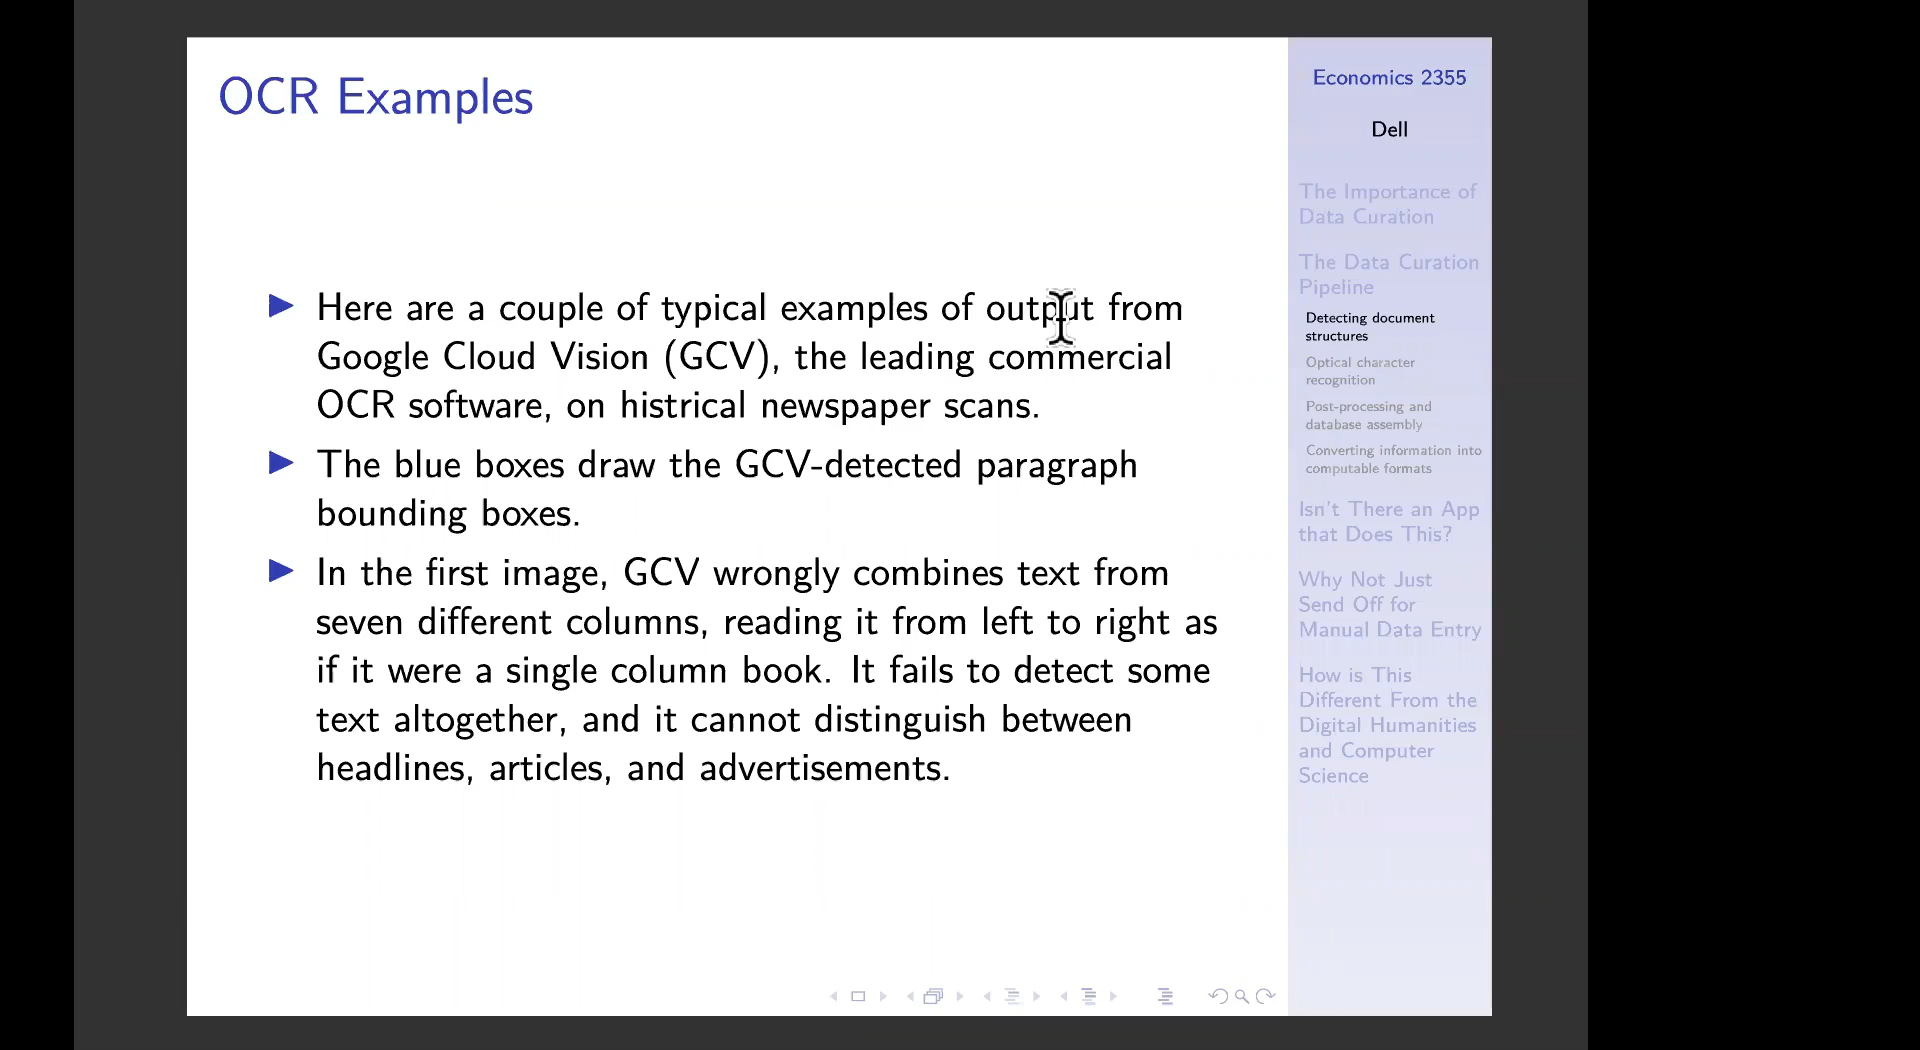 OCR Examples
Here are a couple of typical examples of output from
Google Cloud Vision (GCV), the leading commercial
OCR software, on histrical newspaper scans.
The blue boxes draw the GCV-detected paragraph
bounding boxes.
In the first image, GCV wrongly combines text from
seven different columns, reading it from left to right as
if it were a single column book. It fails to detect some
text altogether, and it cannot distinguish between
headlines, articles, and advertisements.
Economics 2355
Dell
The Importance of
Data Curation
The Data Curation
Pipeline
Detecting document
structures
Optical character
recognition
Post-processing and
database assembly
Converting information into
computable formats
Isn't There an App
that Does This?
Why Not Just
Send Off for
Manual Data Entry
How is This
Different From the
Digital Humanities
and Computer
Science